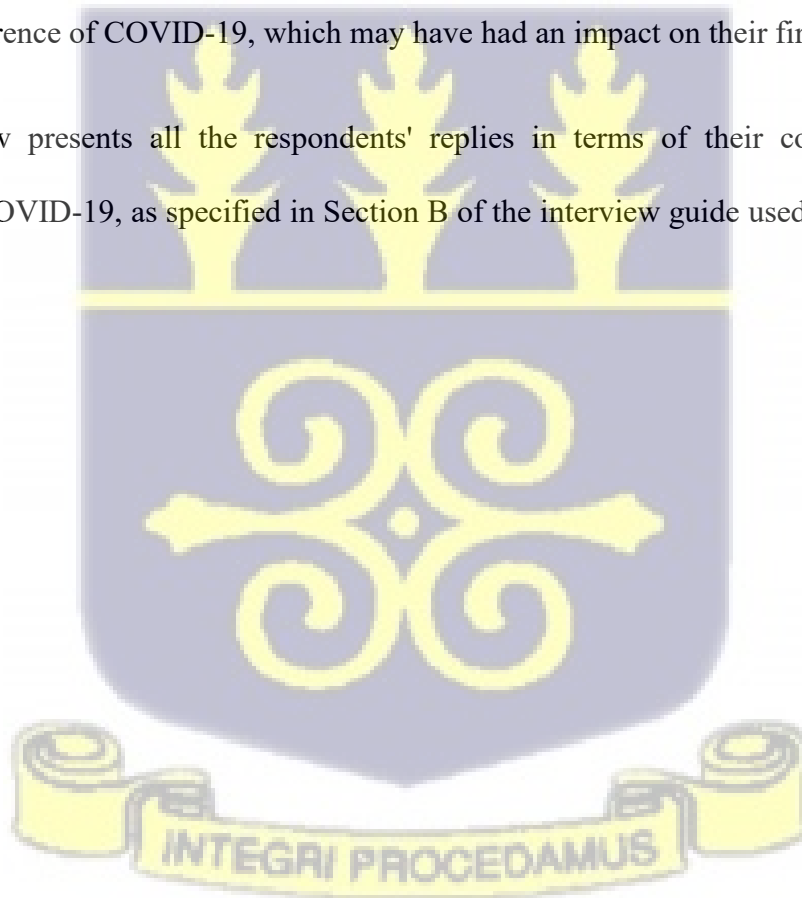 rence of COVID-19, which may have had an impact on their fir
presents all the respondents' replies in terms of their co
OVID-19, as specified in Section B of the interview guide used
INTEGRI PROCEDAMUS